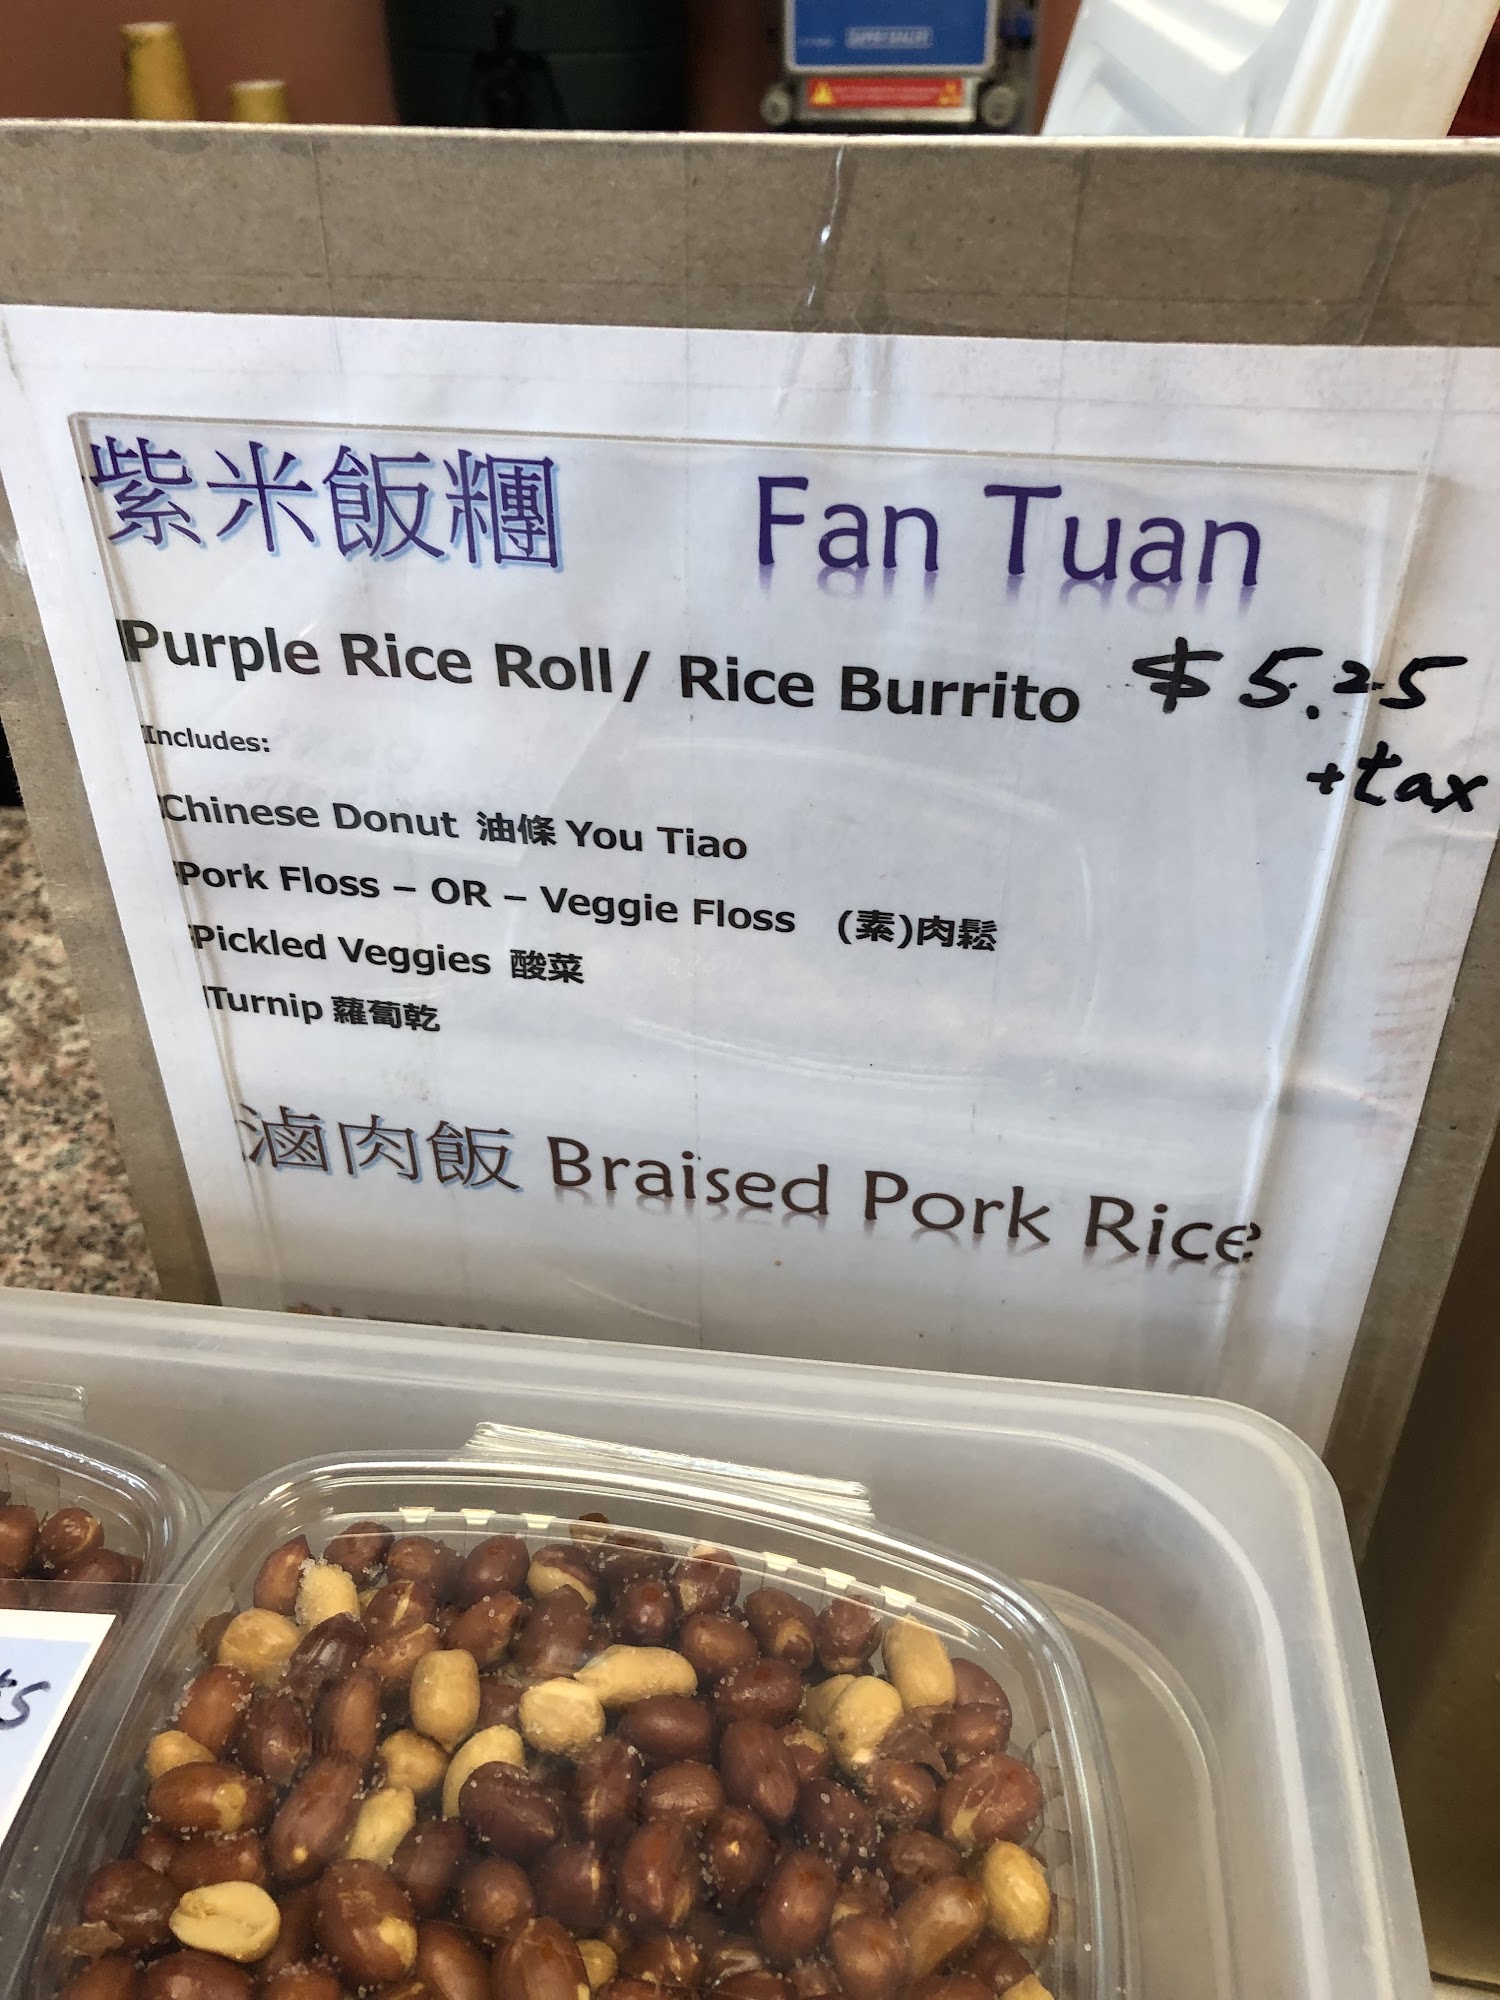 紫米飯糰 Fan Tuan
Purple Rice Roll/ Rice Burrito $5.25
+tax
Includes:
Chinese Donut 油條 You Tiao
Pork Floss – OR – Veggie Floss (素)肉鬆
Pickled Veggies 酸菜
Turnip 蘿蔔乾
滷肉飯 Braised Pork Rice